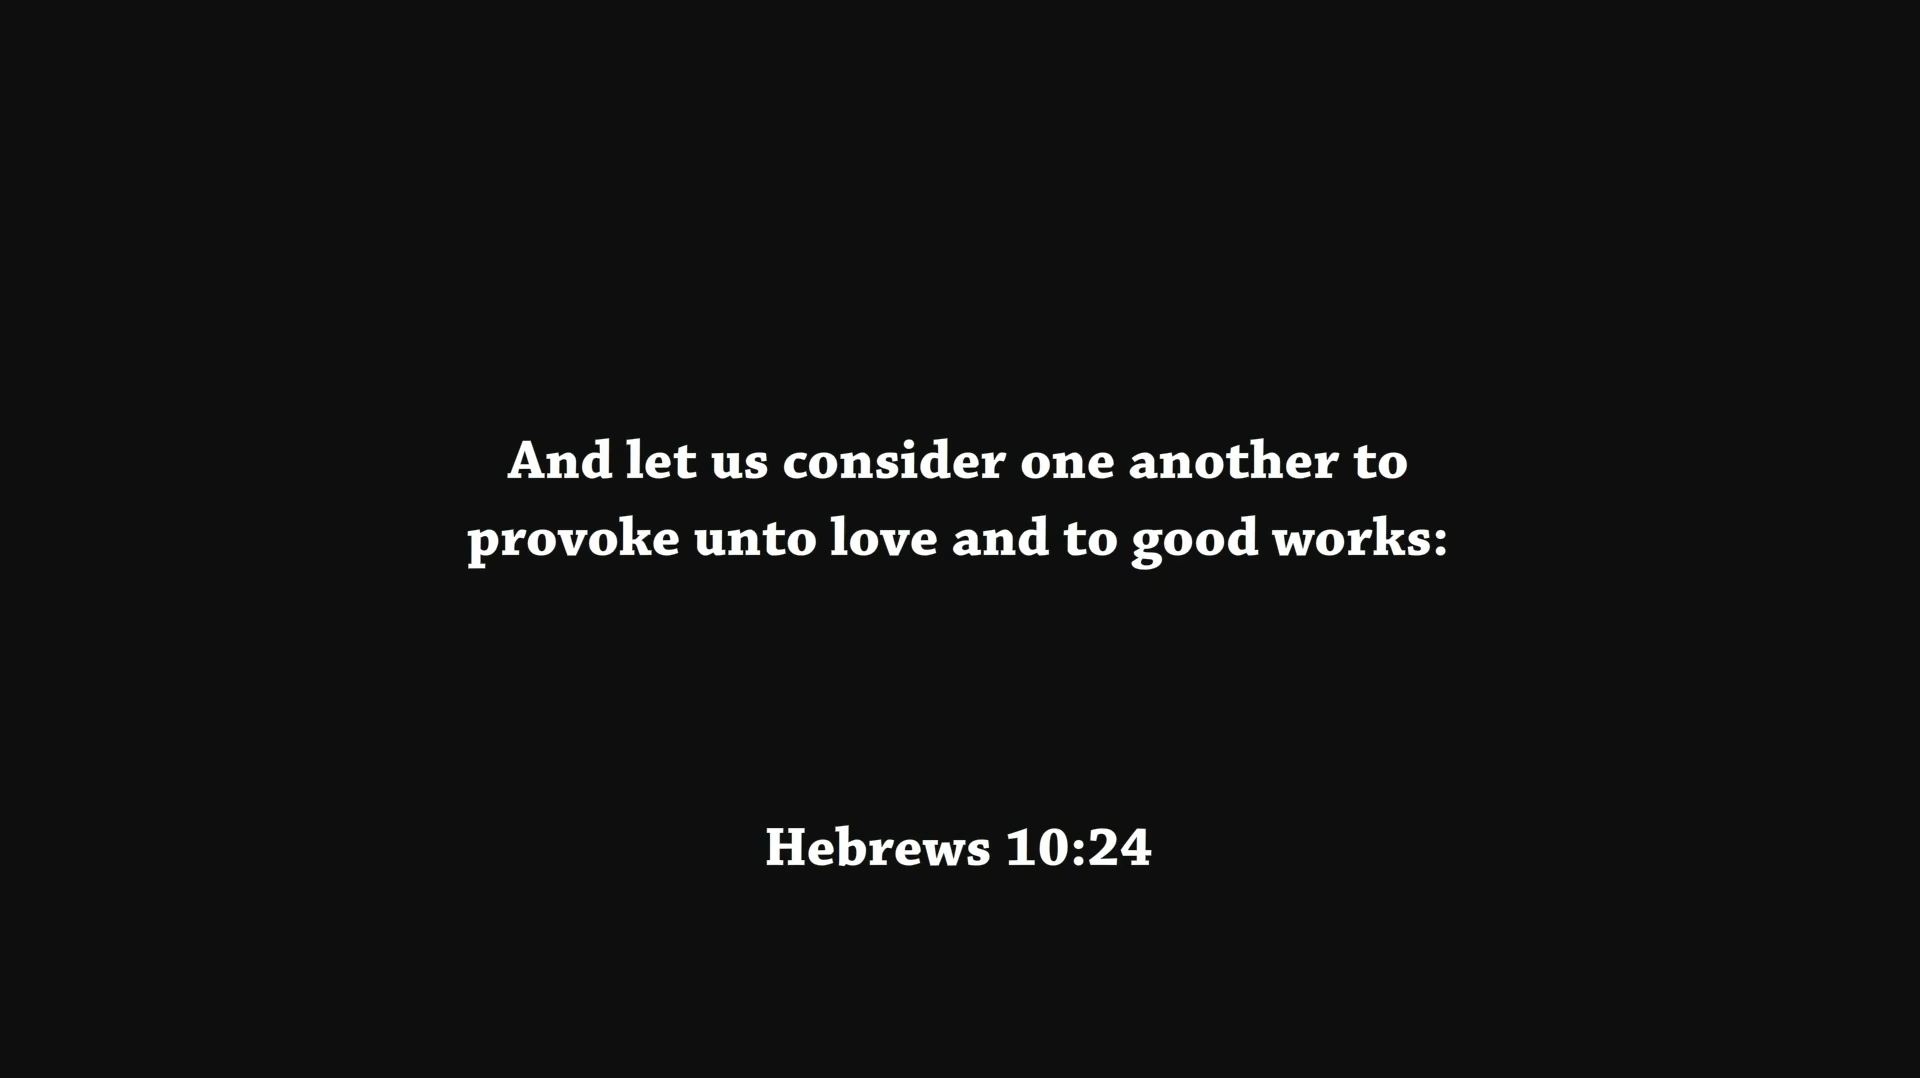 And let us consider one another to
provoke unto love and to good works:
Hebrews 10:24